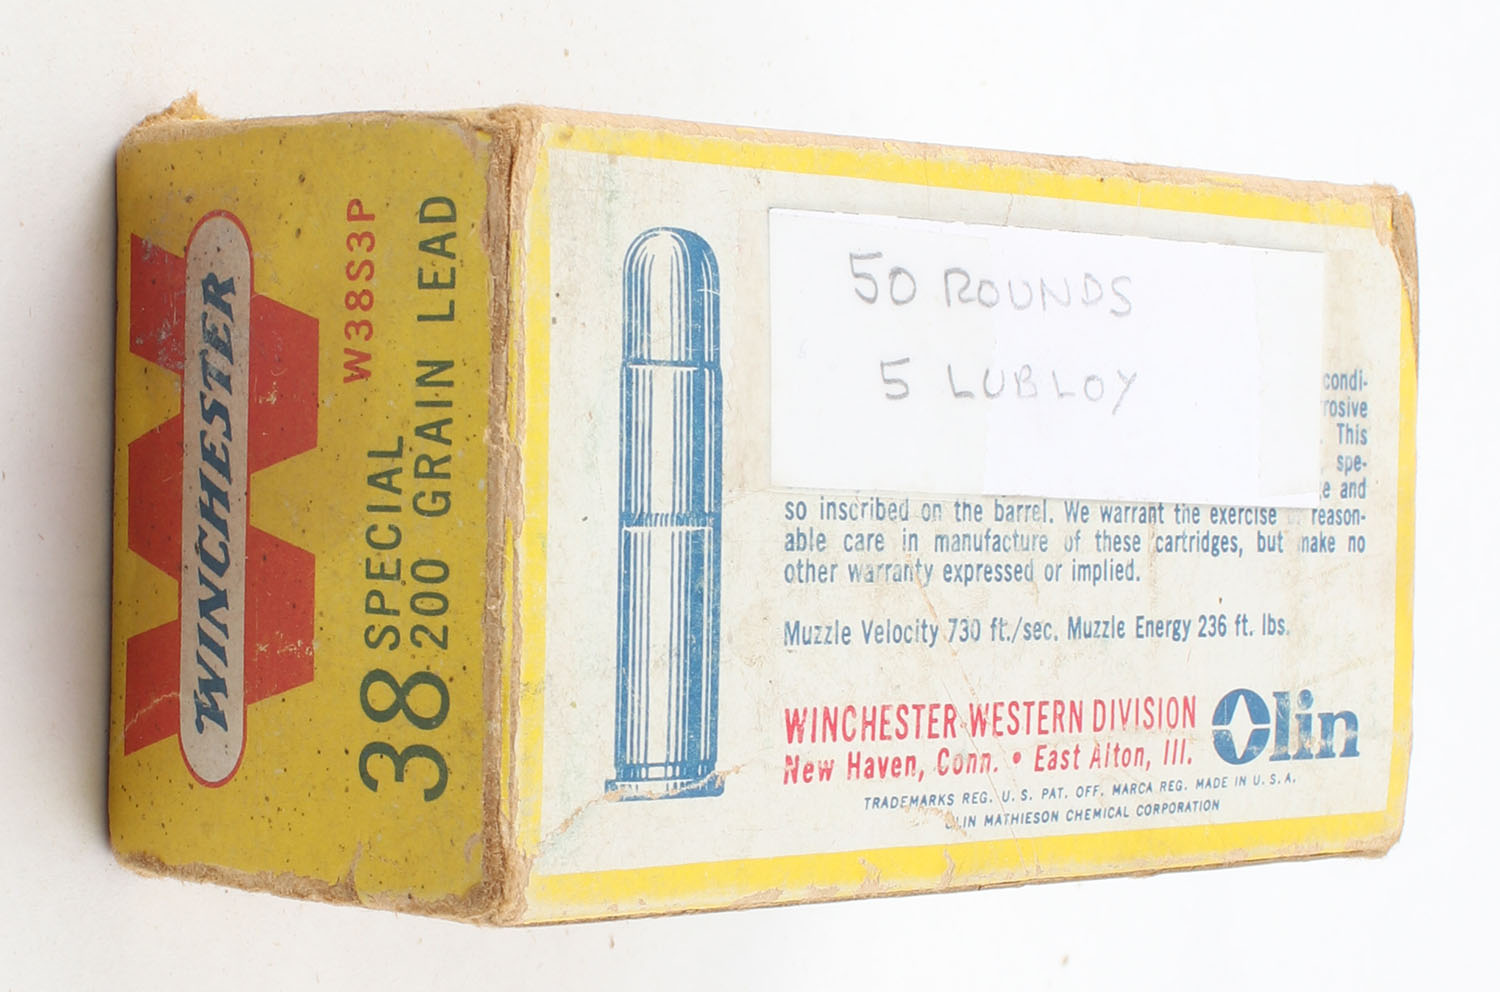 WINCHESTER
W38S3P
38 SPECIAL
200 GRAIN LEAD
50 ROUNDS
5 LUBLOY
condi-
rosive
. This
spe-
e and
so inscribed on the barrel. We warrant the exercise reason-
able care in manufacture of these cartridges, but make no
other warranty expressed or implied.
Muzzle Velocity 730 ft./sec. Muzzle Energy 236 ft. lbs.
WINCHESTER-WESTERN DIVISION
New Haven, Conn. • East Alton, Ill.
Olin
TRADEMARKS REG. U. S. PAT. OFF. MARCA REG. MADE IN U. S. A.
OLIN MATHIESON CHEMICAL CORPORATION